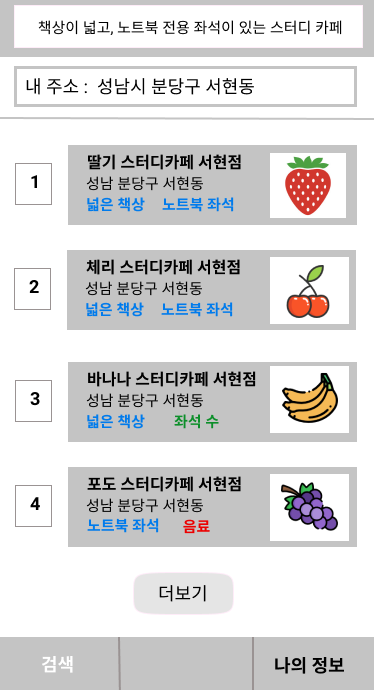 책상이 넓고, 노트북 전용 좌석이 있는 스터디 카페
내 주소 : 성남시 분당구 서현동
1
딸기 스터디카페 서현점
성남 분당구 서현동
넓은 책상 노트북 좌석
2
체리 스터디카페 서현점
성남 분당구 서현동
넓은 책상 노트북 좌석
3
바나나 스터디카페 서현점
성남 분당구 서현동
넓은 책상 좌석 수
4
포도 스터디카페 서현점
성남 분당구 서현동
노트북 좌석 음료
더보기
검색 나의 정보